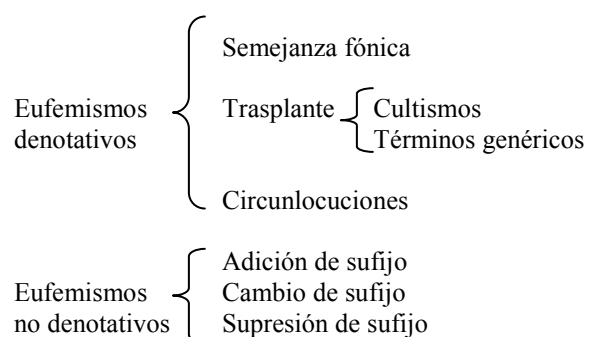 Semejanza fónica
Eufemismos denotativos
Trasplante
Cultismos
Términos genéricos
Circunlocuciones
Eufemismos no denotativos
Adición de sufijo
Cambio de sufijo
Supresión de sufijo